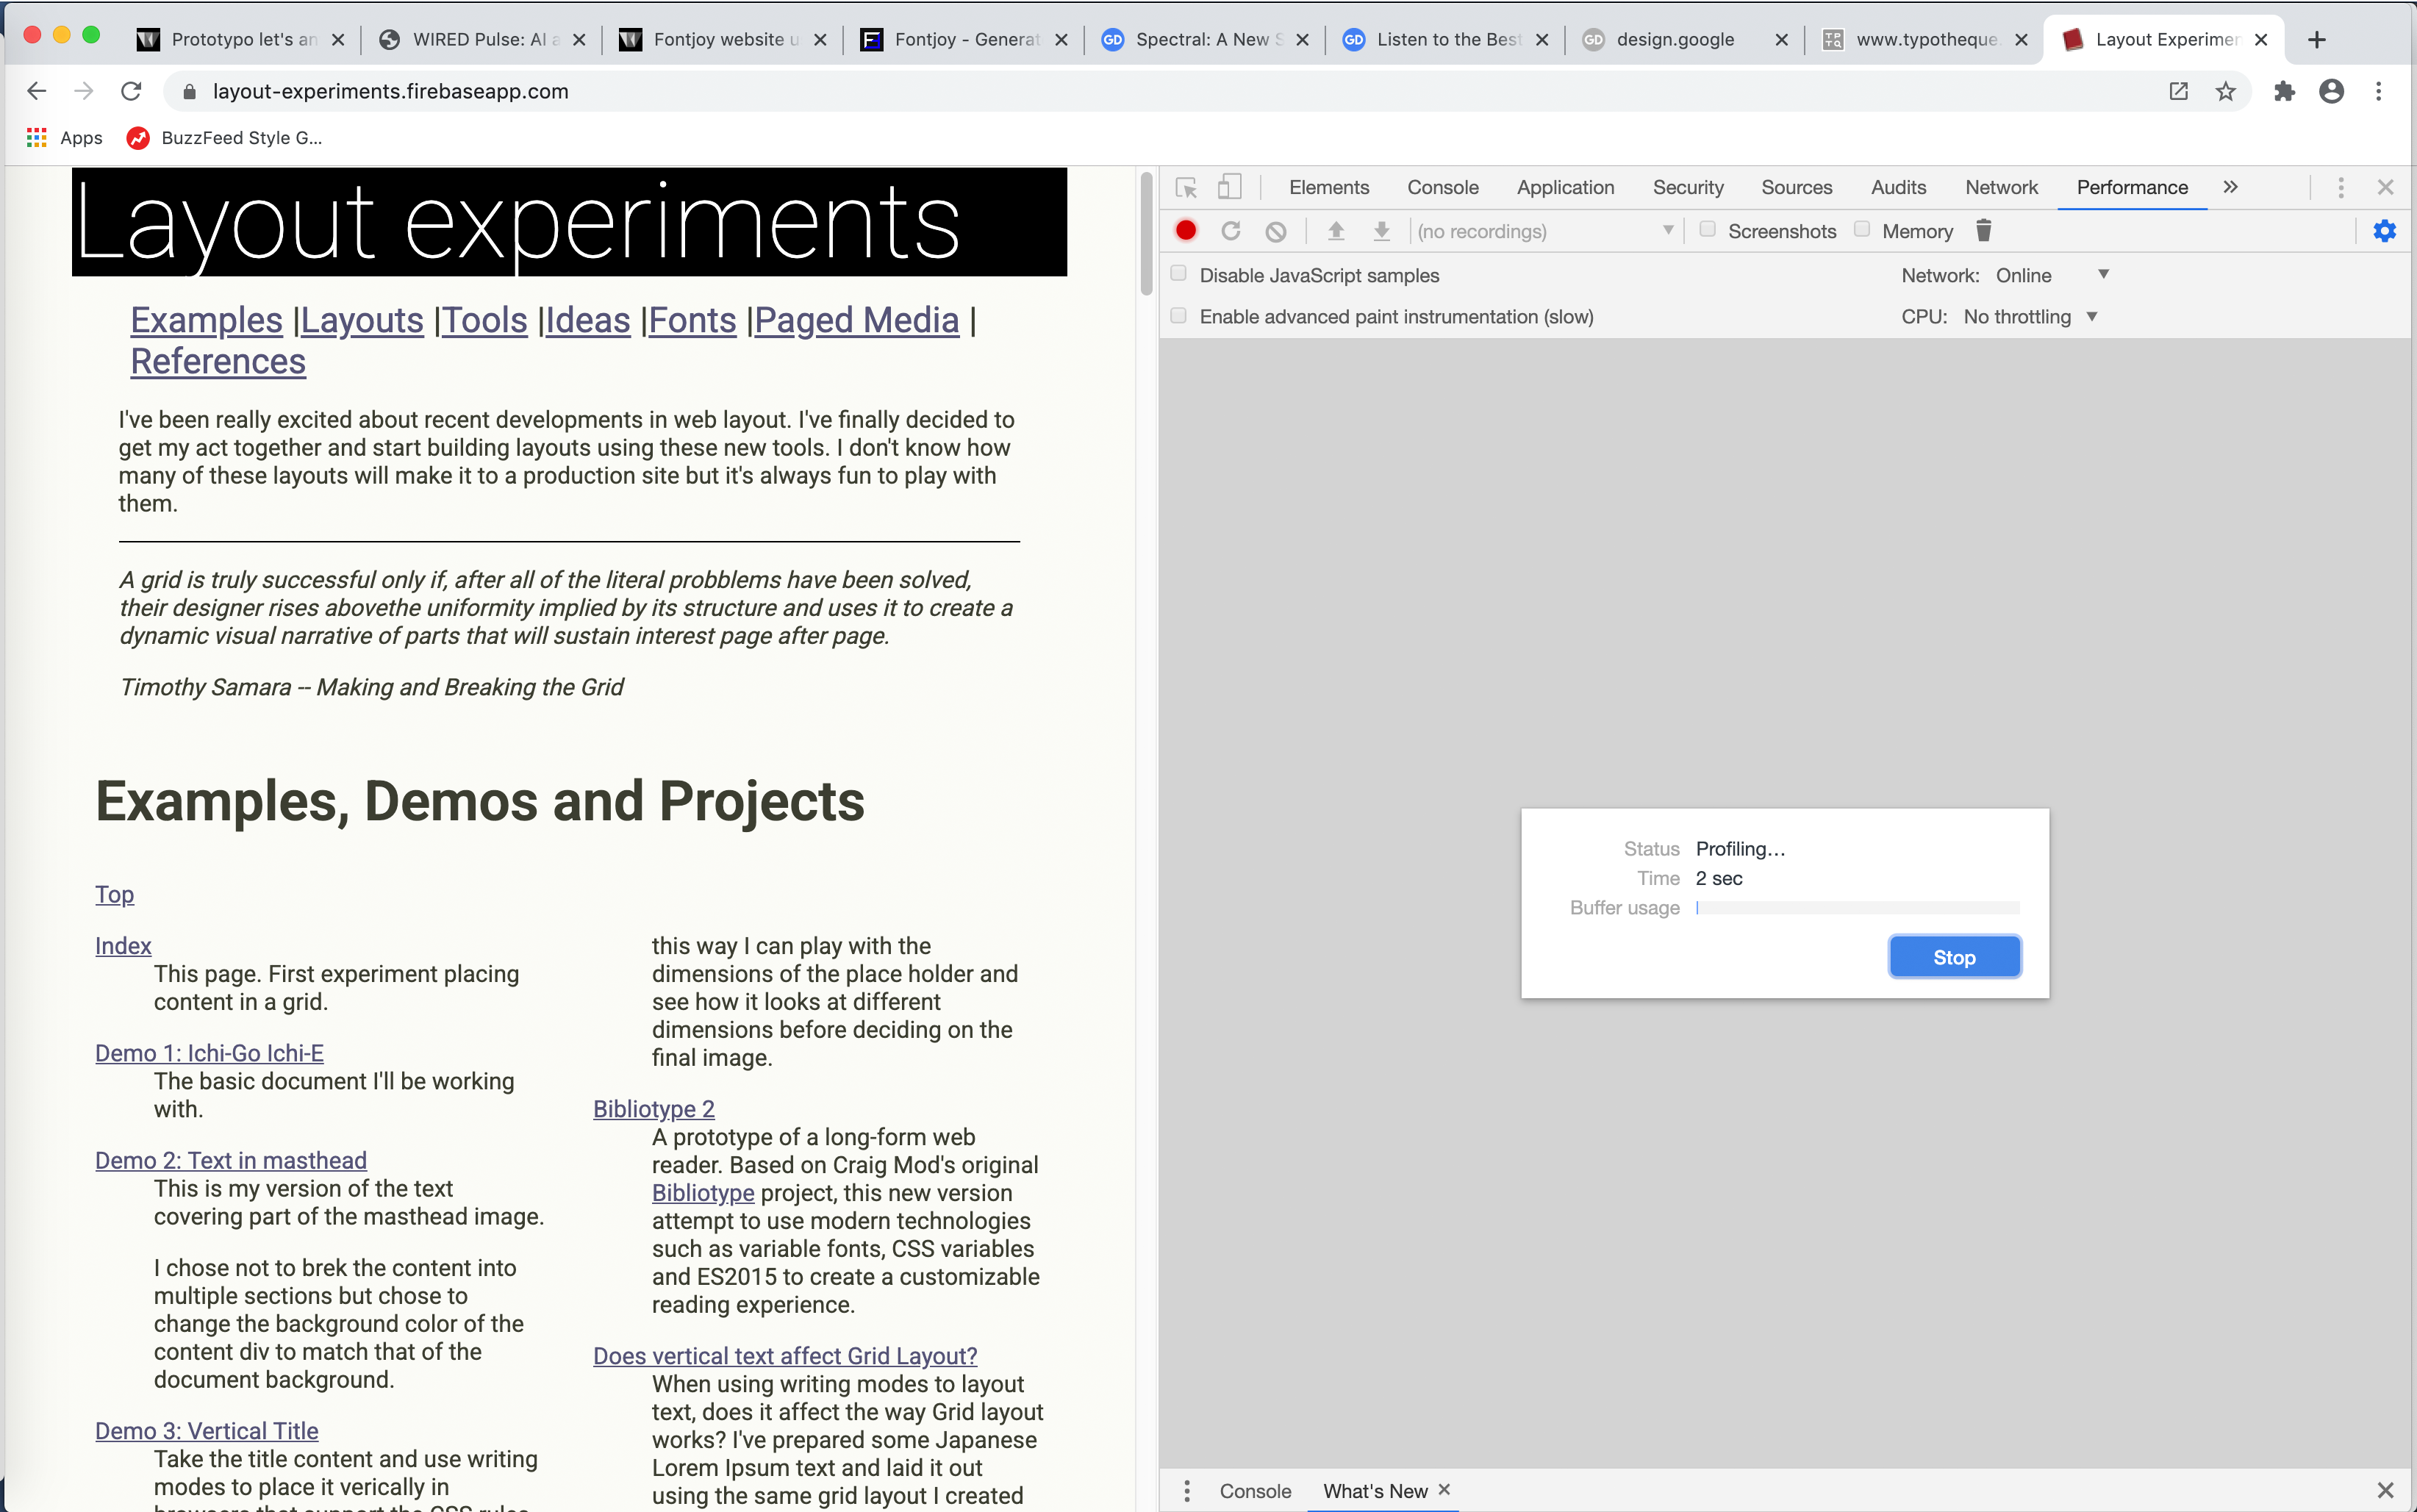 Prototypo let's an
WIRED Pulse: AI a
Fontjoy website u
Fontjoy - Generat
GD Spectral: A New S
GD Listen to the Best
GD design.google
TP TQ www.typotheque.
Layout Experimen
layout-experiments.firebaseapp.com
Apps
BuzzFeed Style G...
Layout experiments
Examples |Layouts |Tools |Ideas |Fonts |Paged Media |
References
I've been really excited about recent developments in web layout. I've finally decided to
get my act together and start building layouts using these new tools. I don't know how
many of these layouts will make it to a production site but it's always fun to play with
them.
A grid is truly successful only if, after all of the literal probblems have been solved,
their designer rises abovethe uniformity implied by its structure and uses it to create a
dynamic visual narrative of parts that will sustain interest page after page.
Timothy Samara -- Making and Breaking the Grid
Examples, Demos and Projects
Top
Index
This page. First experiment placing
content in a grid.
Demo 1: Ichi-Go Ichi-E
The basic document I'll be working
with.
Demo 2: Text in masthead
This is my version of the text
covering part of the masthead image.
I chose not to brek the content into
multiple sections but chose to
change the background color of the
content div to match that of the
document background.
Demo 3: Vertical Title
Take the title content and use writing
modes to place it verically in
browsers that support the CSS rules
this way I can play with the
dimensions of the place holder and
see how it looks at different
dimensions before deciding on the
final image.
Bibliotype 2
A prototype of a long-form web
reader. Based on Craig Mod's original
Bibliotype project, this new version
attempt to use modern technologies
such as variable fonts, CSS variables
and ES2015 to create a customizable
reading experience.
Does vertical text affect Grid Layout?
When using writing modes to layout
text, does it affect the way Grid layout
works? I've prepared some Japanese
Lorem Ipsum text and laid it out
using the same grid layout I created
Elements Console Application Security Sources Audits Network Performance
(no recordings) Screenshots Memory
Disable JavaScript samples Network: Online
Enable advanced paint instrumentation (slow) CPU: No throttling
Status Profiling…
Time 2 sec
Buffer usage
Stop
Console What's New